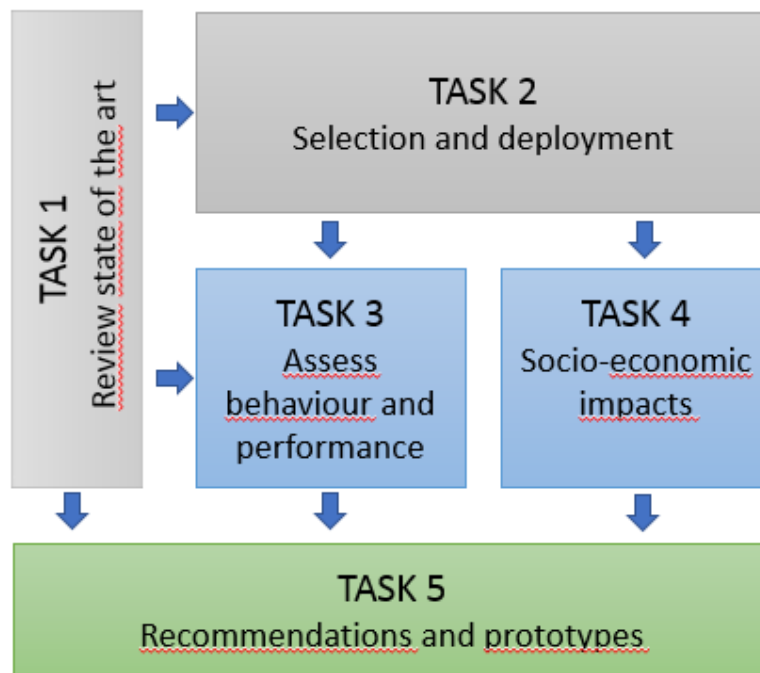 TASK 1
Review state of the art
TASK 2
Selection and deployment
TASK 3
Assess
behaviour and
performance
TASK 4
Socio-economic
impacts
TASK 5
Recommendations and prototypes